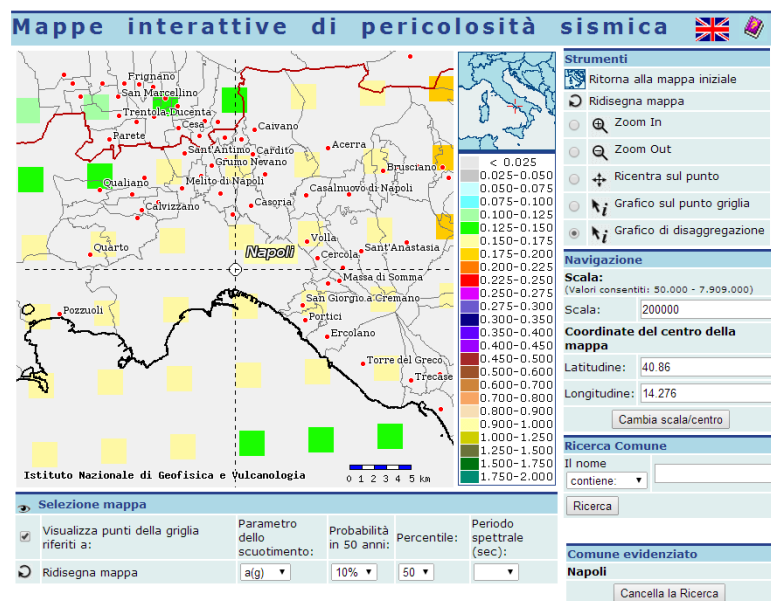 Mappe interattive di pericolosità sismica
Frignano
San Marcellino
Trentola Ducenta
Cesa
Caivano
Parete
Sant'Antimo Cardito
Acerra
Grumo Nevano
Brusciano
Qualiano
Melito di Napoli
Casalnuovo di Napoli
Calvizzano
Casoria
Volla
Quarto
Napoli
Cercola
Sant'Anastasia
Massa di Somma
San Giorgio a Cremano
Pozzuoli
Portici
Ercolano
Torre del Greco
Trecase
Istituto Nazionale di Geofisica e Vulcanologia
0 1 2 3 4 5 km
< 0.025
0.025-0.050
0.050-0.075
0.075-0.100
0.100-0.125
0.125-0.150
0.150-0.175
0.175-0.200
0.200-0.225
0.225-0.250
0.250-0.275
0.275-0.300
0.300-0.350
0.350-0.400
0.400-0.450
0.450-0.500
0.500-0.600
0.600-0.700
0.700-0.800
0.800-0.900
0.900-1.000
1.000-1.250
1.250-1.500
1.500-1.750
1.750-2.000
Strumenti
Ritorna alla mappa iniziale
Ridisegna mappa
Zoom In
Zoom Out
Ricentra sul punto
Grafico sul punto griglia
Grafico di disaggregazione
Navigazione
Scala:
(Valori consentiti: 50.000 - 7.909.000)
Scala: 200000
Coordinate del centro della
mappa
Latitudine: 40.86
Longitudine: 14.276
Cambia scala/centro
Ricerca Comune
Il nome
contiene:
Ricerca
Comune evidenziato
Napoli
Cancella la Ricerca
Selezione mappa
Visualizza punti della griglia
riferiti a:
Parametro
dello
scuotimento:
Probabilità
in 50 anni:
Percentile:
Periodo
spettrale
(sec):
Ridisegna mappa
a(g)
10%
50